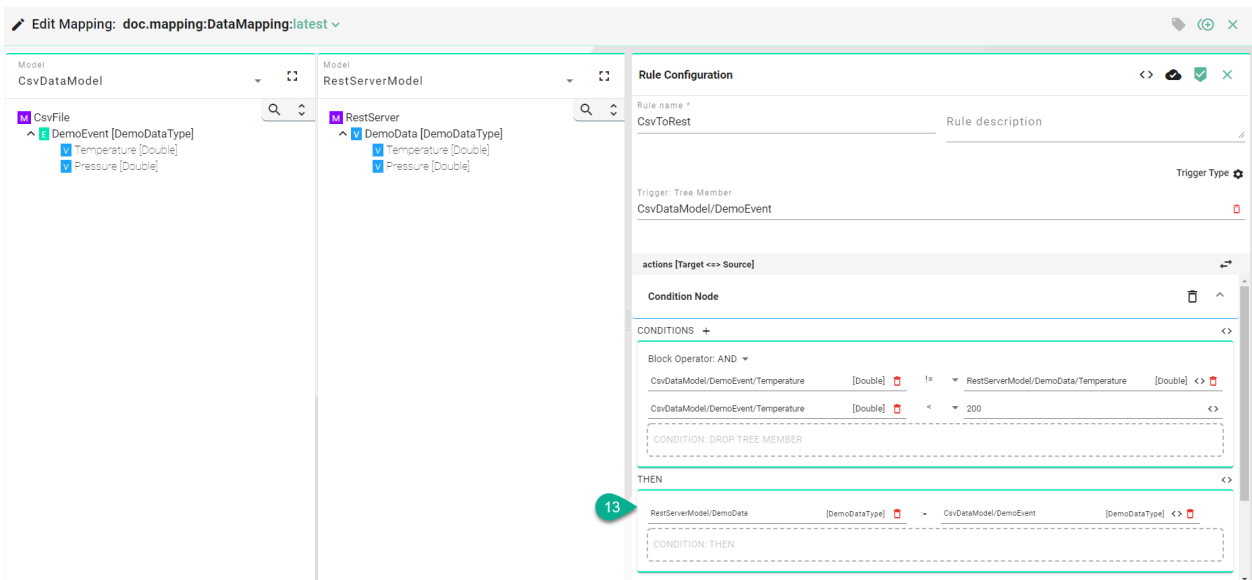 Edit Mapping: doc.mapping:DataMapping:latest
Model
CsvDataModel
M CsvFile
E DemoEvent [DemoDataType]
V Temperature [Double]
V Pressure [Double]
Model
RestServerModel
M RestServer
V DemoData [DemoDataType]
V Temperature [Double]
V Pressure [Double]
Rule Configuration
Rule name *
CsvToRest
Rule description
Trigger Type
Trigger: Tree Member
CsvDataModel/DemoEvent
actions [Target <=> Source]
Condition Node
CONDITIONS +
Block Operator: AND
CsvDataModel/DemoEvent/Temperature [Double] != RestServerModel/DemoData/Temperature [Double] <>
CsvDataModel/DemoEvent/Temperature [Double] < 200 <>
CONDITION: DROP TREE MEMBER
THEN
13
RestServerModel/DemoData [DemoDataType] := CsvDataModel/DemoEvent [DemoDataType] <>
CONDITION: THEN